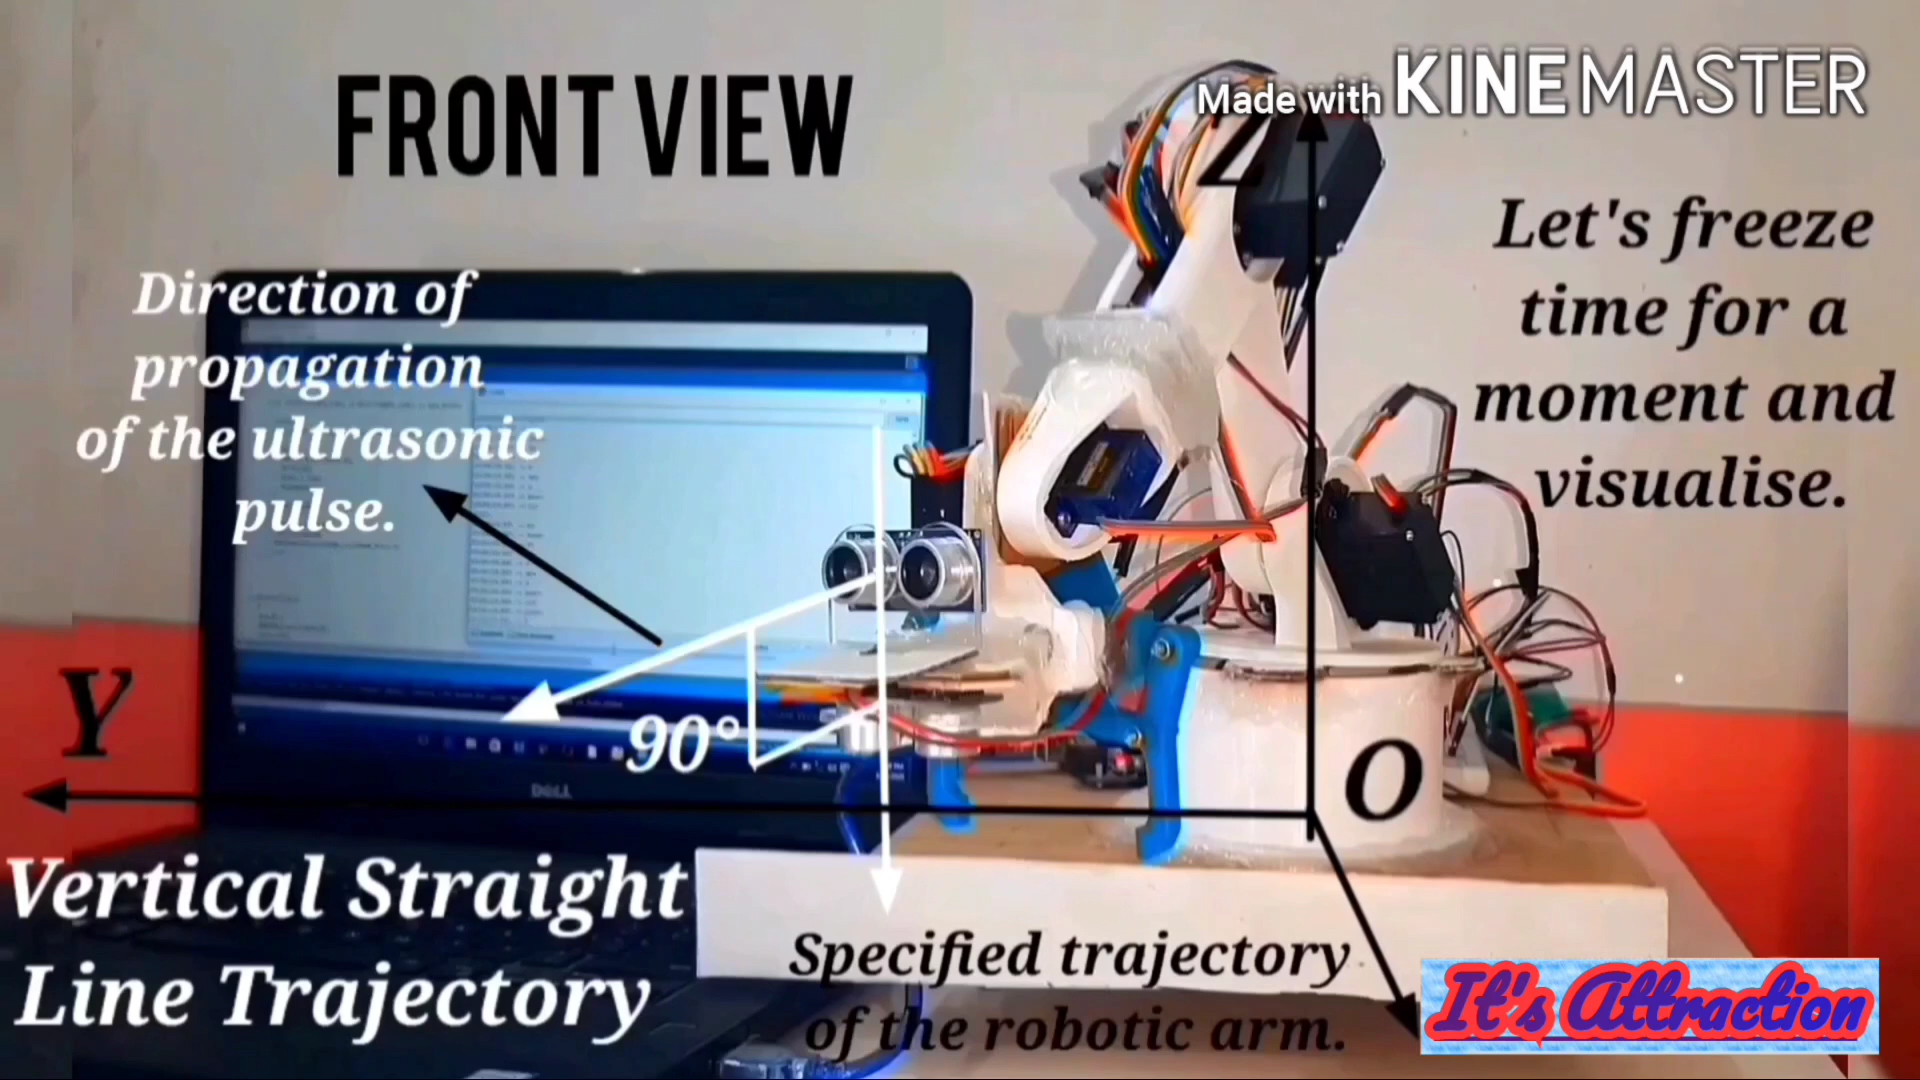 FRONT VIEW
Made with KINEMASTER
Z
Let's freeze
time for a
moment and
visualise.
Direction of
propagation
of the ultrasonic
pulse.
90°
Y
O
DELL
Vertical Straight
Line Trajectory
Specified trajectory
of the robotic arm.
It's Attraction